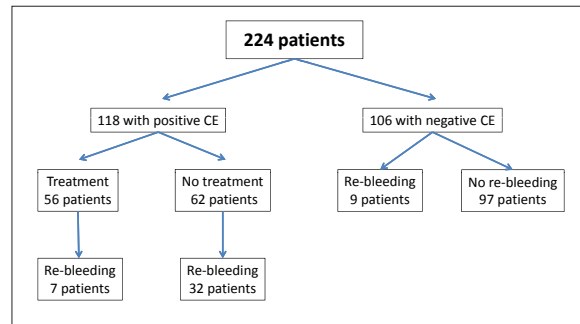 224 patients
118 with positive CE
106 with negative CE
Treatment
56 patients
No treatment
62 patients
Re-bleeding
9 patients
No re-bleeding
97 patients
Re-bleeding
7 patients
Re-bleeding
32 patients